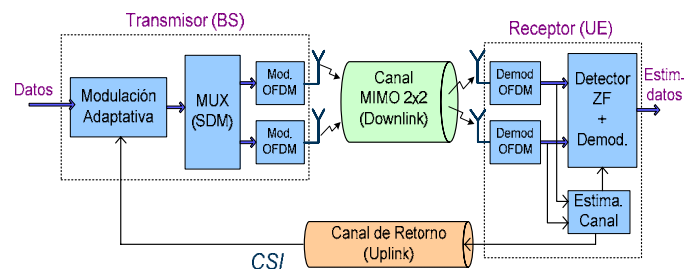 Transmisor (BS)
Receptor (UE)
Datos
Modulación
Adaptativa
MUX
(SDM)
Mod.
OFDM
Mod.
OFDM
Canal
MIMO 2x2
(Downlink)
Demod
OFDM
Demod
OFDM
Detector
ZF
+
Demod.
Estim.
datos
Estima.
Canal
Canal de Retorno
(Uplink)
CSI